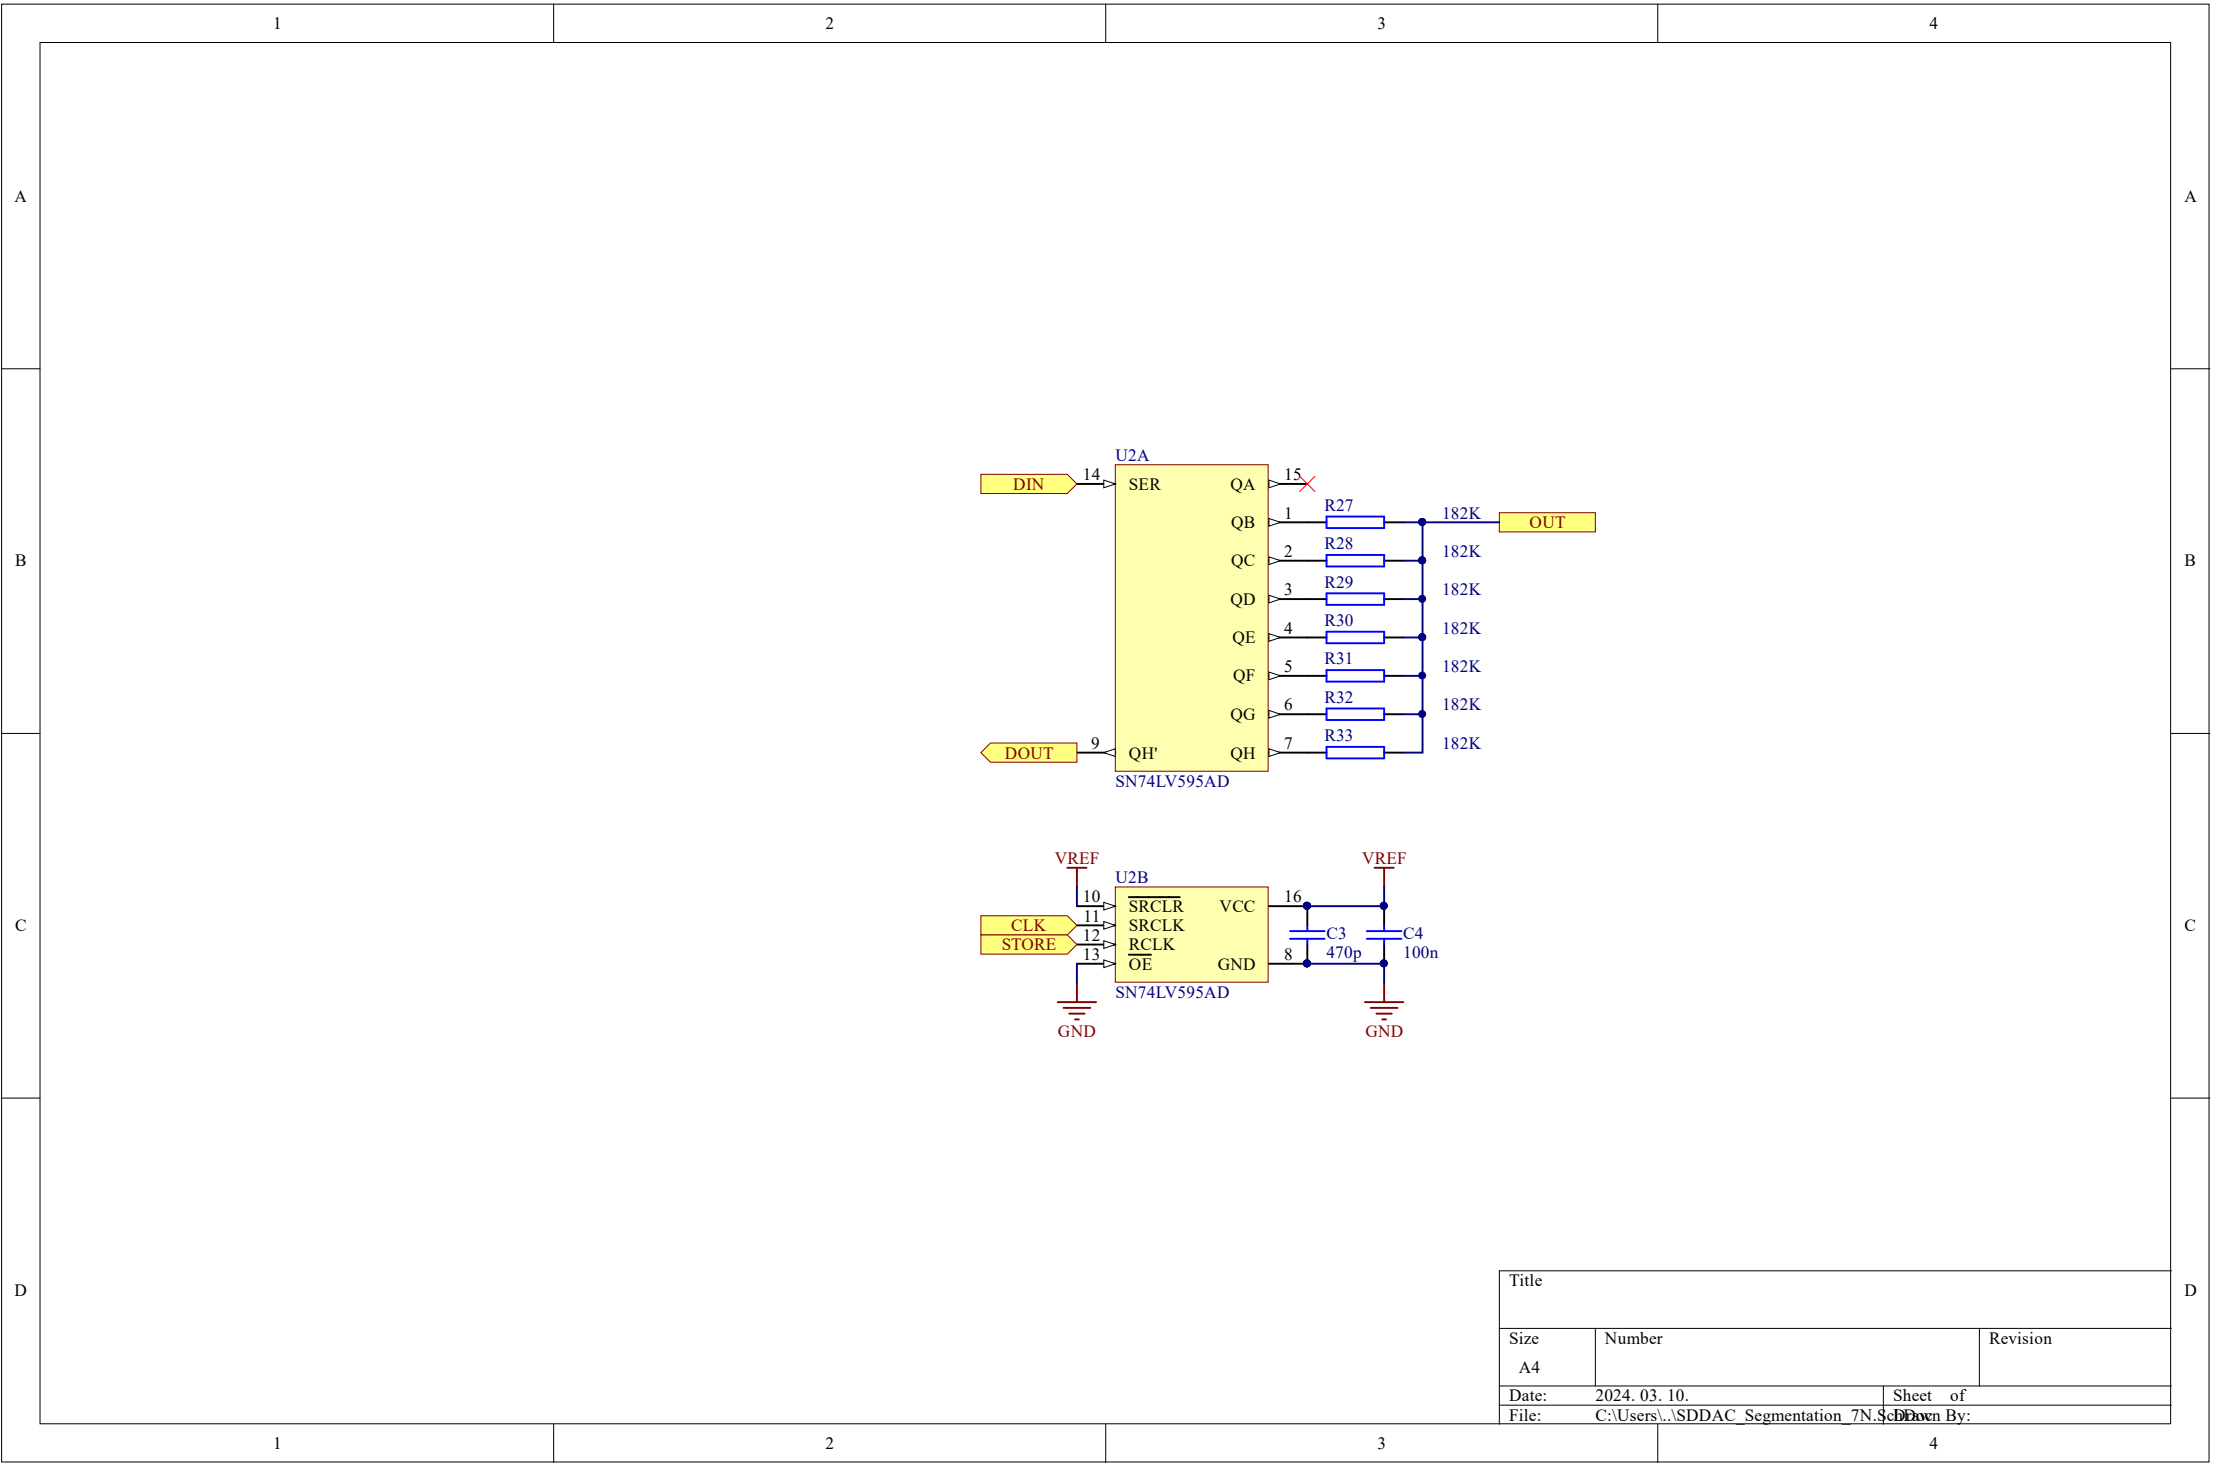 1 2 3 4
A A
U2A
DIN 14 SER QA 15
QB 1 R27 182K OUT
B QC 2 R28 182K B
QD 3 R29 182K
QE 4 R30 182K
QF 5 R31 182K
QG 6 R32 182K
DOUT 9 QH' QH 7 R33 182K
SN74LV595AD
VREF VREF
U2B
10 SRCLR VCC 16
C CLK 11 SRCLK C3 C4 C
STORE 12 RCLK 470p 100n
13 OE GND 8
SN74LV595AD
GND GND
D D
Title
Size Number Revision
A4
Date: 2024. 03. 10. Sheet of
File: C:\Users\..\SDDAC_Segmentation_7N.SchDoc Drawn By:
1 2 3 4